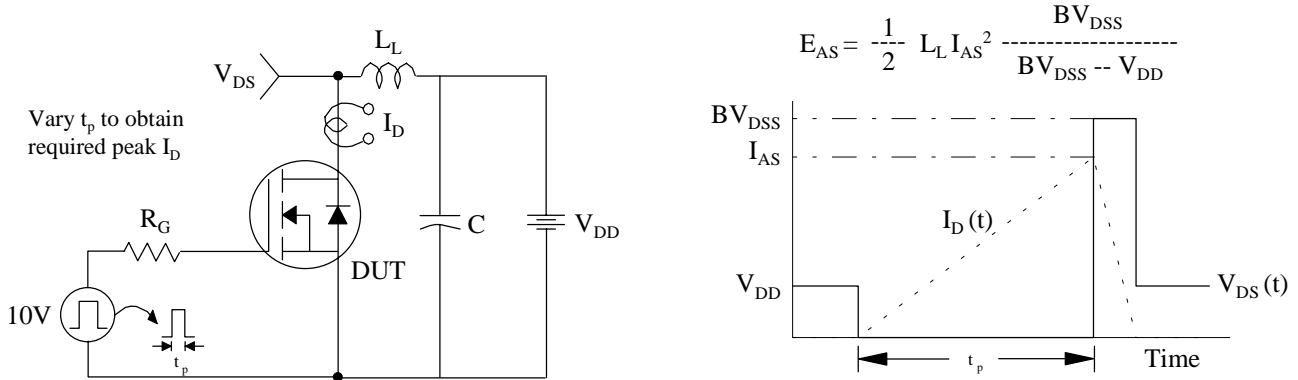 L_L
V_DS
Vary t_p to obtain
required peak I_D
I_D
R_G
C
V_DD
DUT
10V
t_p
E_AS = 1/2 L_L I_AS^2 BV_DSS / BV_DSS -- V_DD
BV_DSS
I_AS
I_D (t)
V_DD
V_DS (t)
t_p
Time